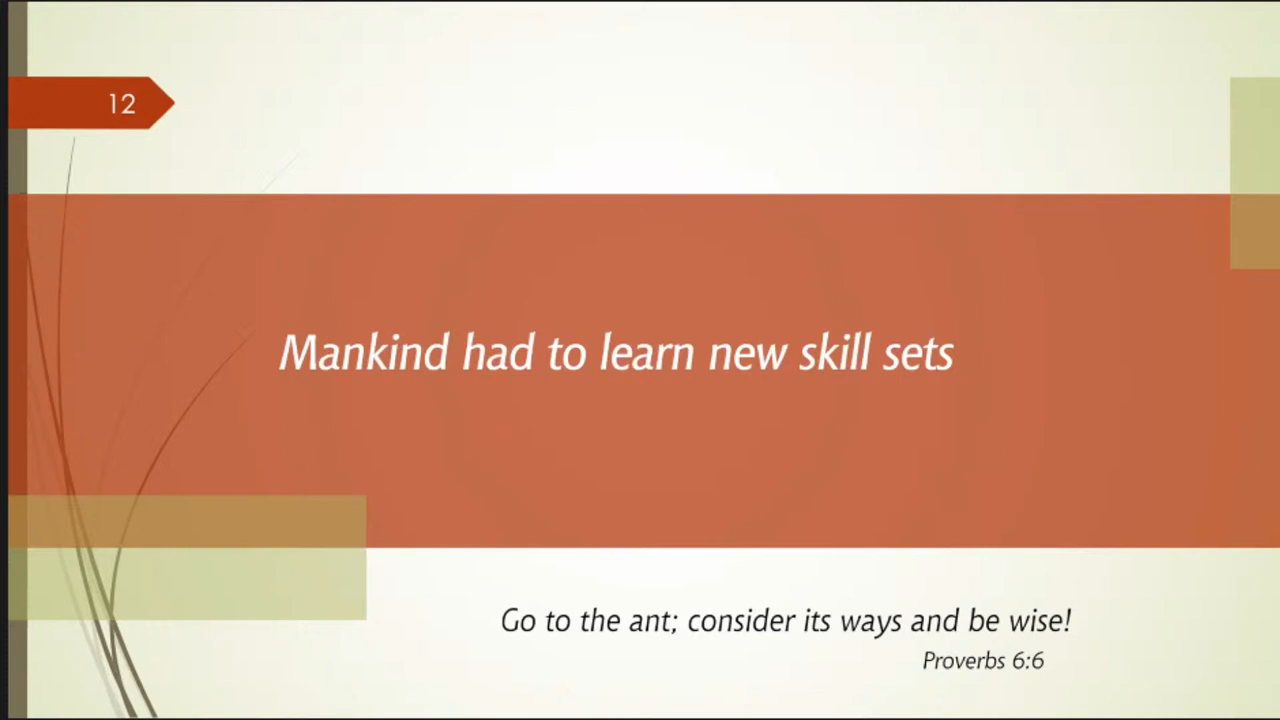 12
Mankind had to learn new skill sets
Go to the ant; consider its ways and be wise!
Proverbs 6:6